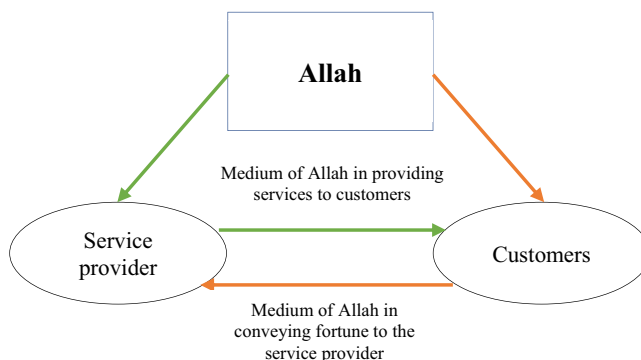 Allah
Medium of Allah in providing
services to customers
Service
provider
Customers
Medium of Allah in
conveying fortune to the
service provider